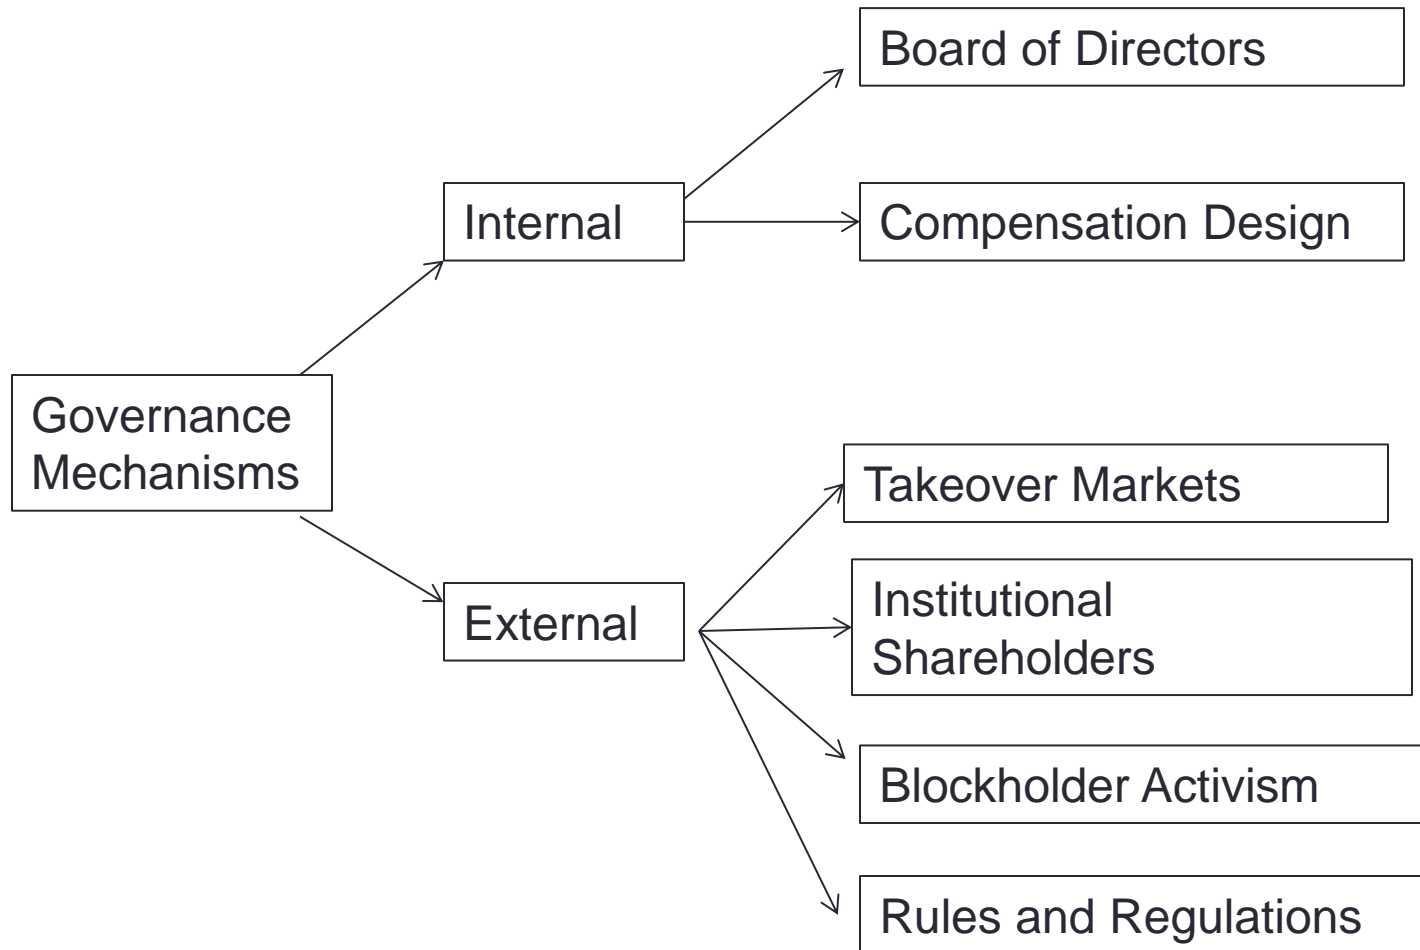 Board of Directors
Internal
Compensation Design
Governance
Mechanisms
Takeover Markets
Institutional
Shareholders
External
Blockholder Activism
Rules and Regulations